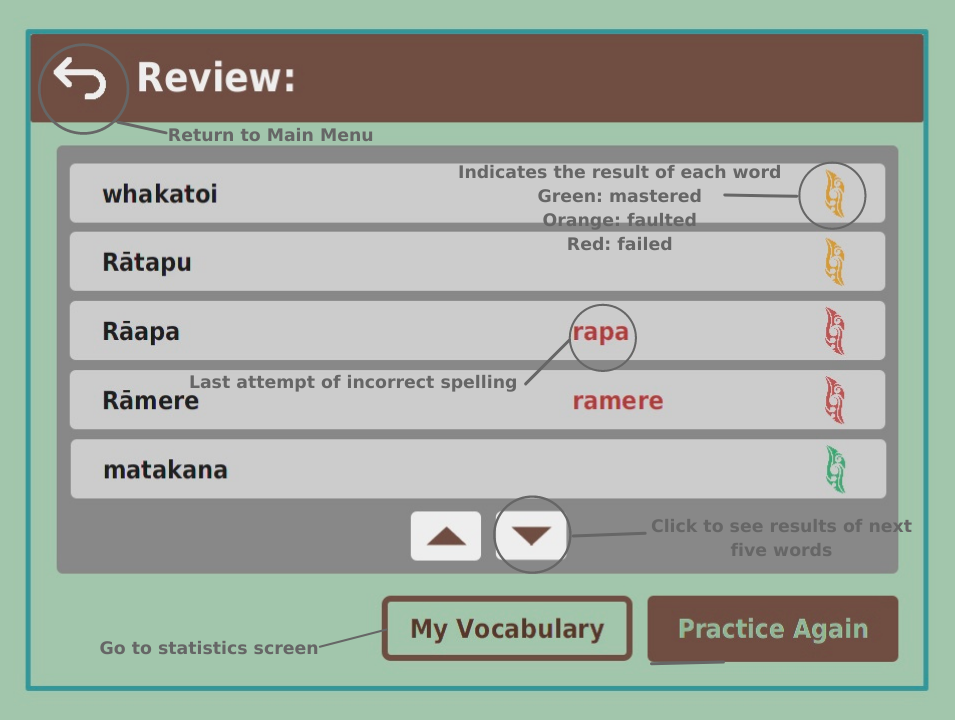 Review:
Return to Main Menu
Indicates the result of each word
whakatoi
Green: mastered
Orange: faulted
Red: failed
Rātapu
Rāapa rapa
Last attempt of incorrect spelling
Rāmere ramere
matakana
Click to see results of next
five words
My Vocabulary Practice Again
Go to statistics screen